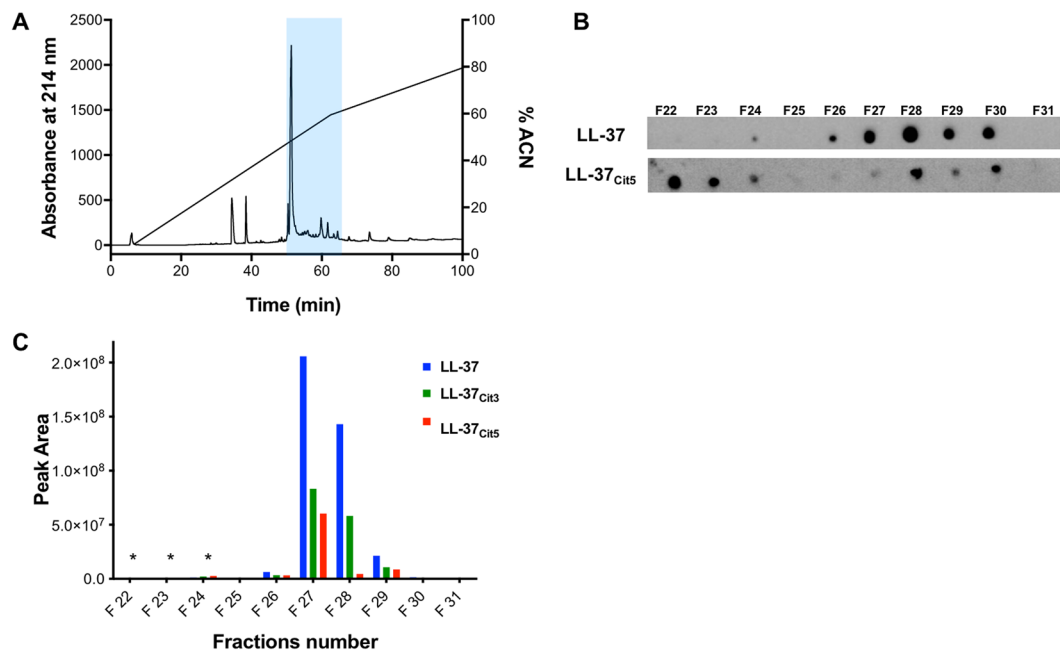 A
Absorbance at 214 nm
2500
2000
1500
1000
500
0
100
80
60
40
20
0
% ACN
0 20 40 60 80 100
Time (min)
B
F22 F23 F24 F25 F26 F27 F28 F29 F30 F31
LL-37
LL-37Cit5
C
Peak Area
2.0×10⁸
1.5×10⁸
1.0×10⁸
5.0×10⁷
0.0
LL-37
LL-37Cit3
LL-37Cit5
* * *
F 22 F 23 F 24 F 25 F 26 F 27 F 28 F 29 F 30 F 31
Fractions number